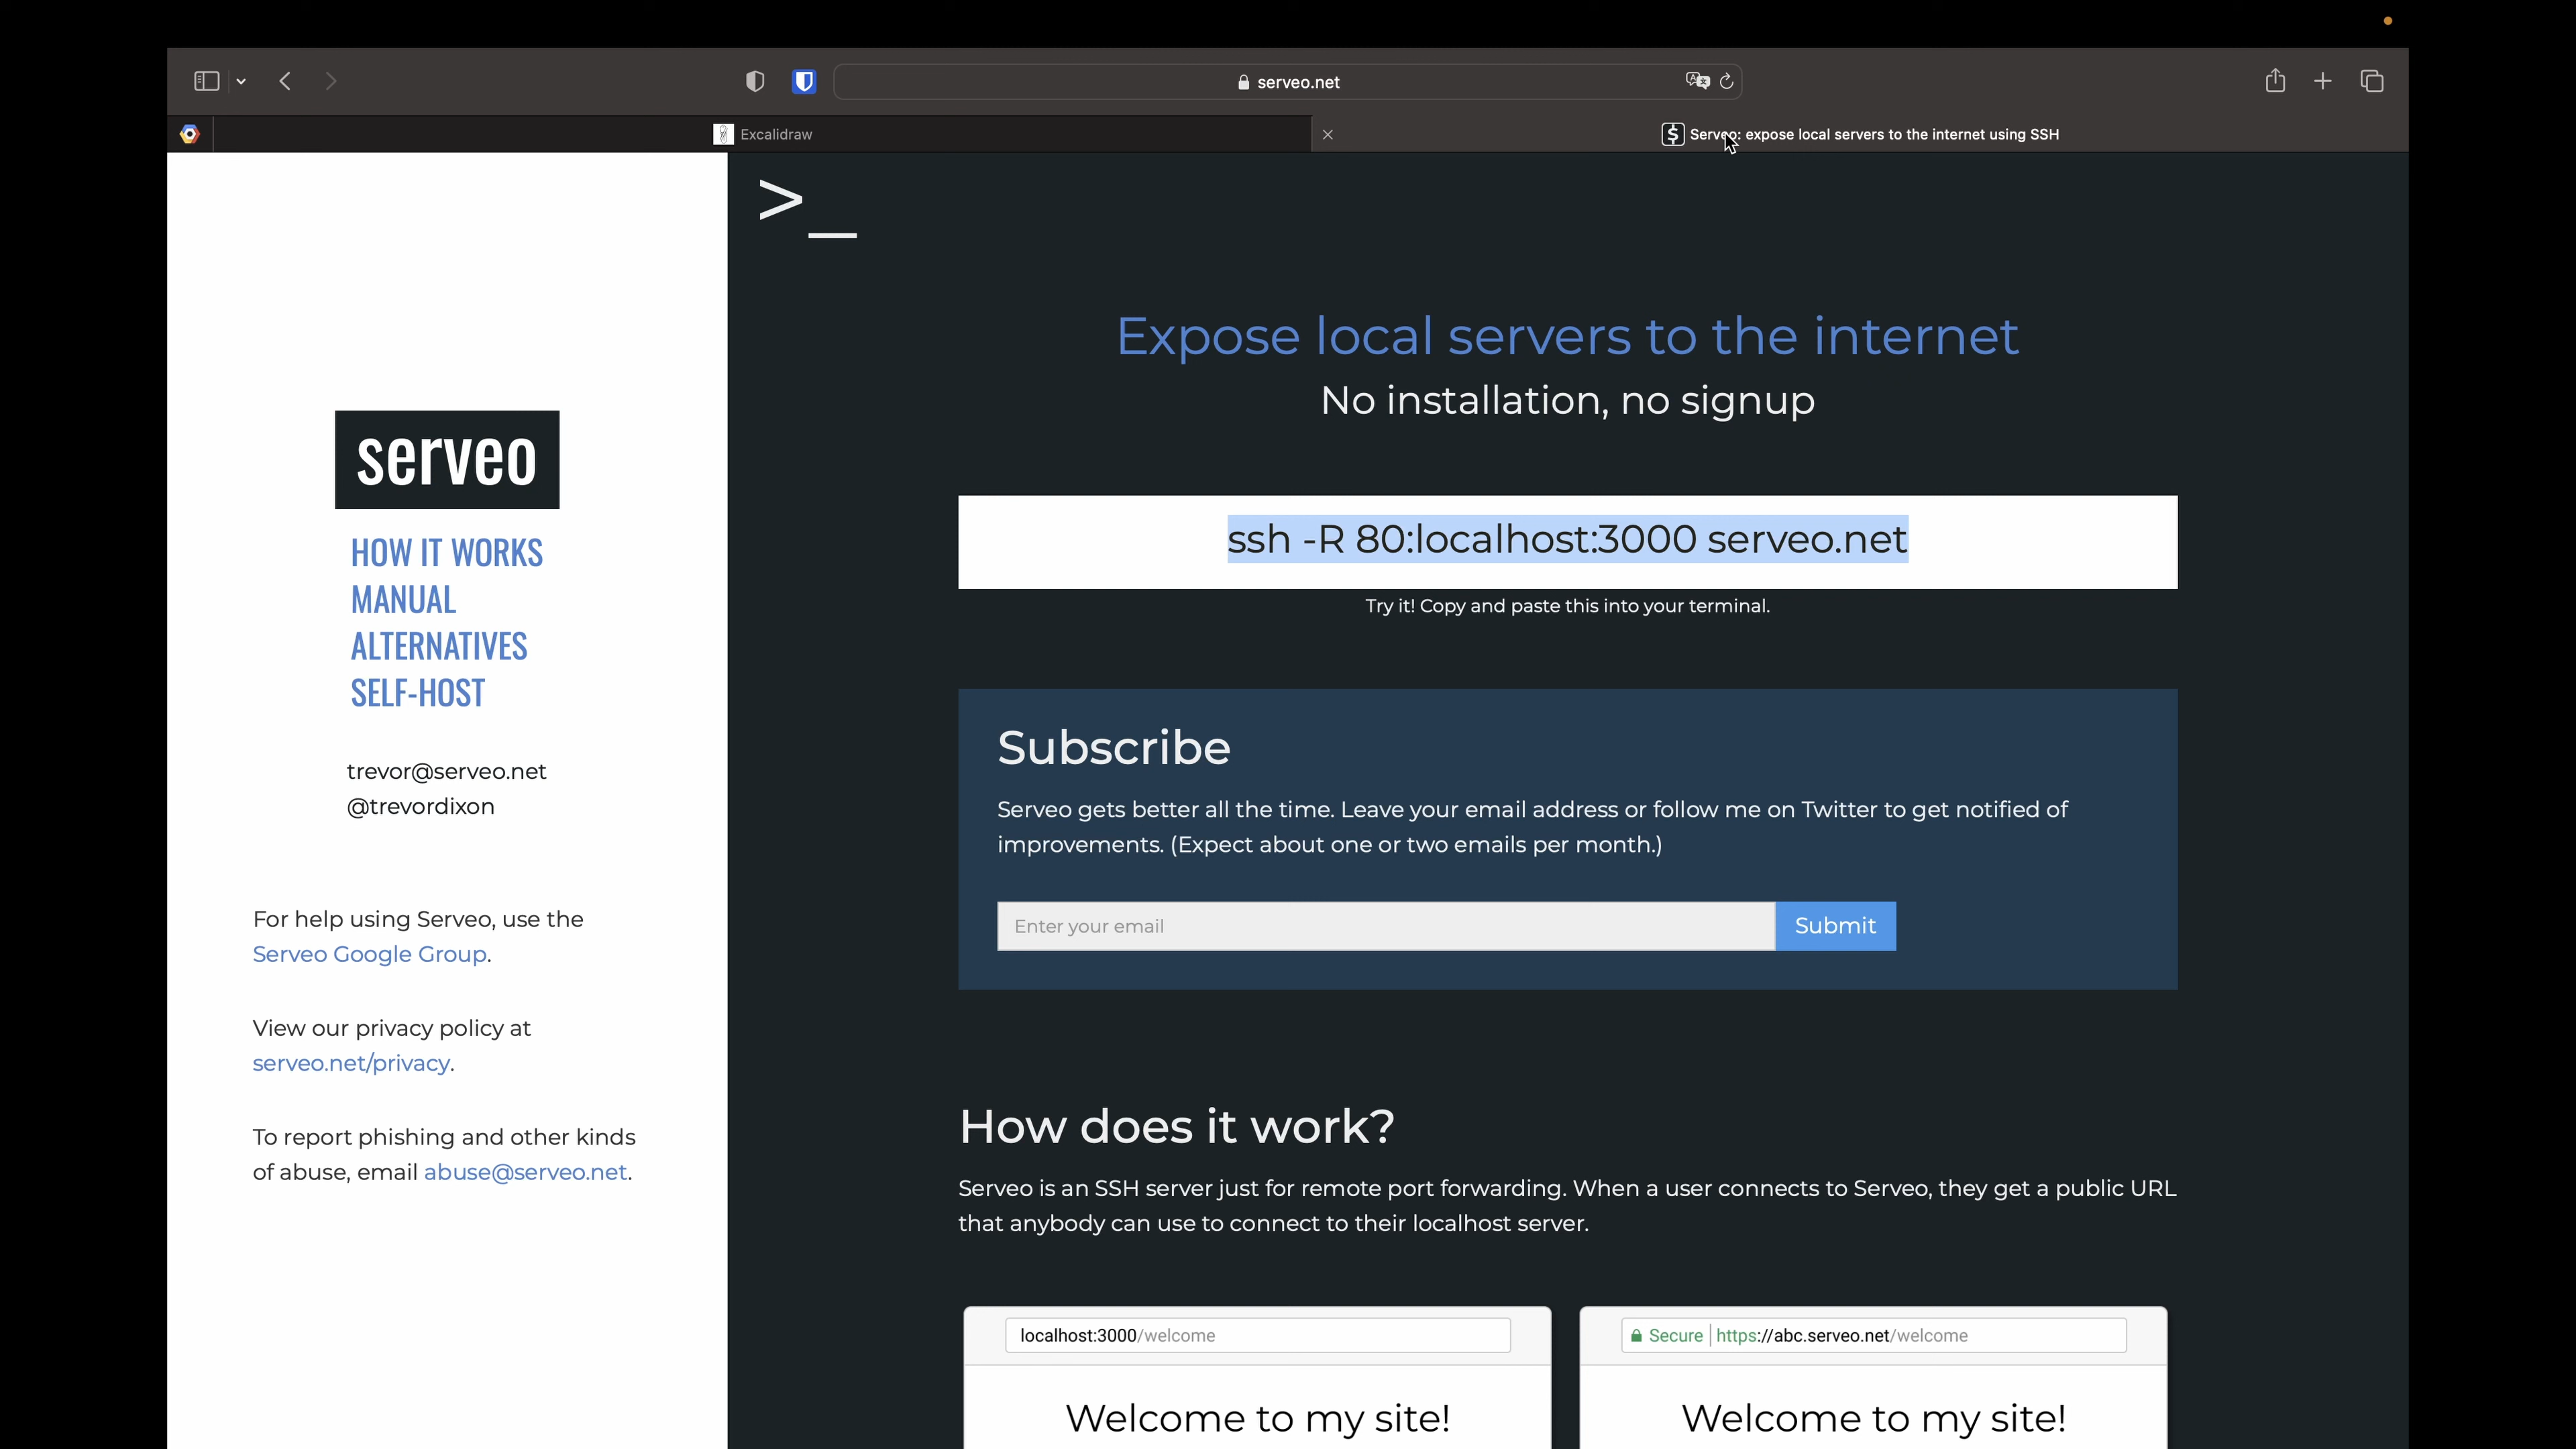 serveo.net
Excalidraw
Serveo: expose local servers to the internet using SSH
serveo
HOW IT WORKS
MANUAL
ALTERNATIVES
SELF-HOST
trevor@serveo.net
@trevordixon
For help using Serveo, use the
Serveo Google Group.
View our privacy policy at
serveo.net/privacy.
To report phishing and other kinds
of abuse, email abuse@serveo.net.
>_
Expose local servers to the internet
No installation, no signup
ssh -R 80:localhost:3000 serveo.net
Try it! Copy and paste this into your terminal.
Subscribe
Serveo gets better all the time. Leave your email address or follow me on Twitter to get notified of
improvements. (Expect about one or two emails per month.)
Enter your email
Submit
How does it work?
Serveo is an SSH server just for remote port forwarding. When a user connects to Serveo, they get a public URL
that anybody can use to connect to their localhost server.
localhost:3000/welcome
Welcome to my site!
Secure https://abc.serveo.net/welcome
Welcome to my site!